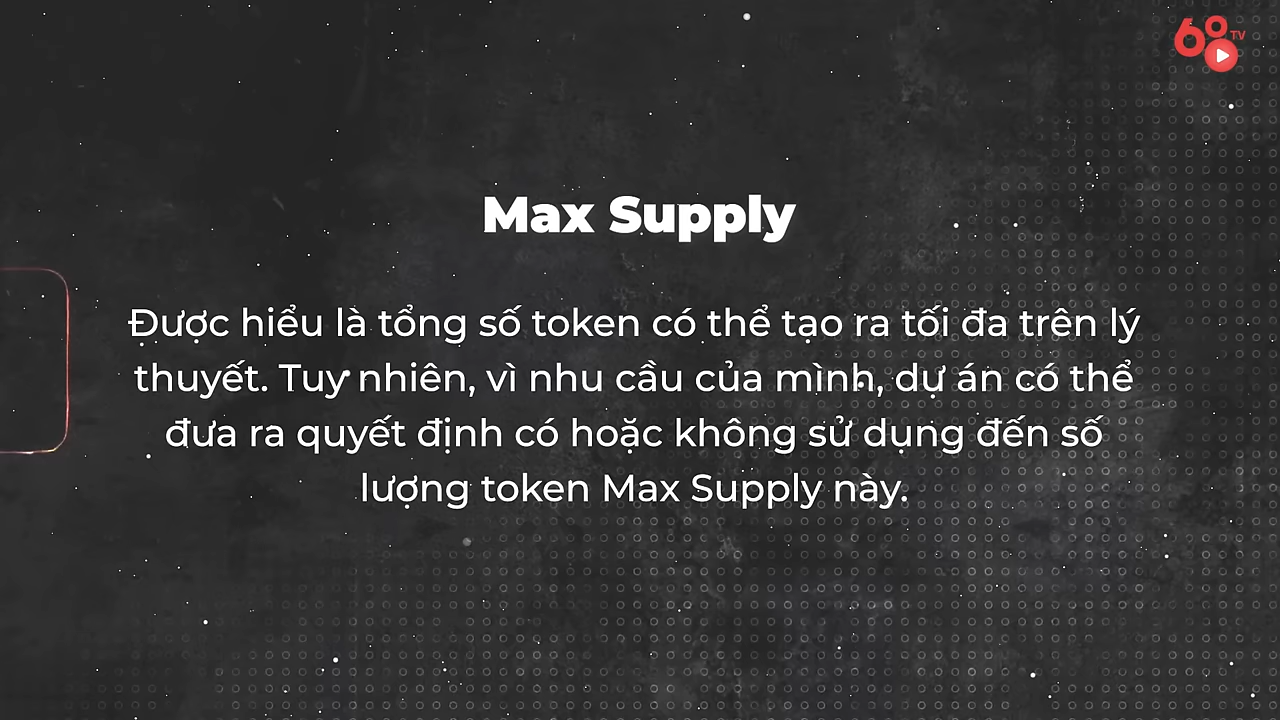 68 TV
Max Supply
Được hiểu là tổng số token có thể tạo ra tối đa trên lý
thuyết. Tuy nhiên, vì nhu cầu của mình, dự án có thể
đưa ra quyết định có hoặc không sử dụng đến số
lượng token Max Supply này.